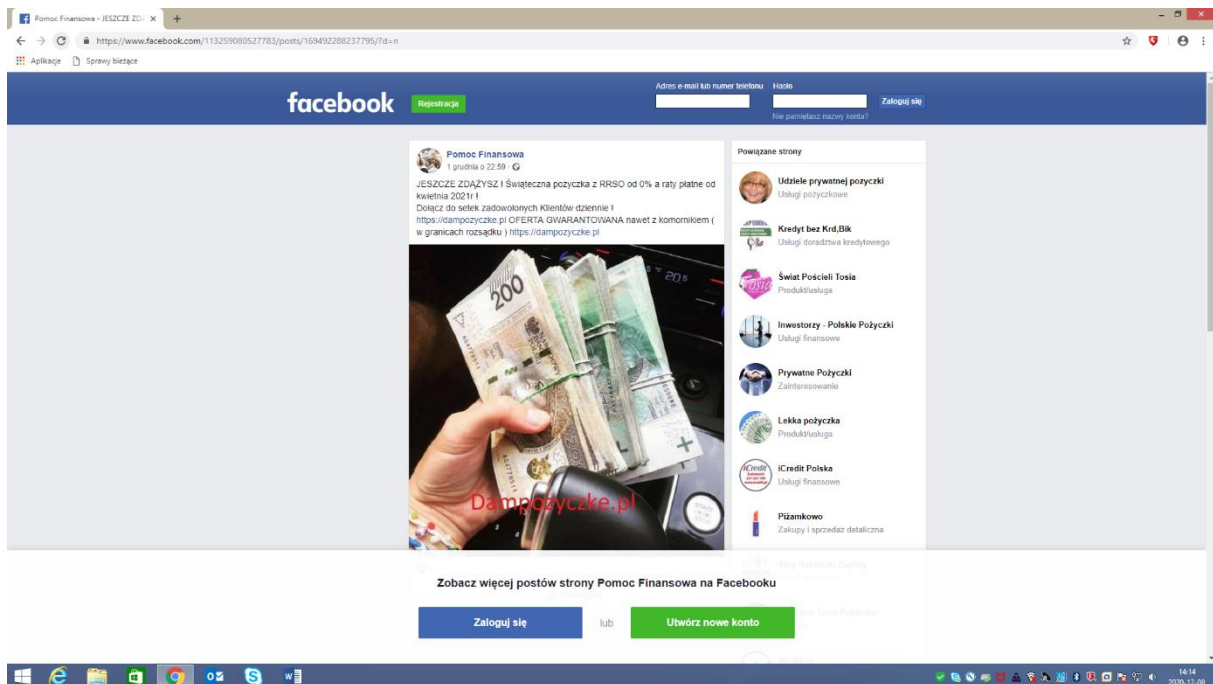 Pomoc Finansowa - JESZCZE ZDĄ
https://www.facebook.com/113259080527783/posts/169492288237795/?d=n
Aplikacje
Sprawy bieżące
facebook
Rejestracja
Adres e-mail lub numer telefonu
Hasło
Zaloguj się
Nie pamiętasz nazwy konta?
Pomoc Finansowa
1 grudnia o 22:59 ·
JESZCZE ZDĄŻYSZ ! Świąteczna pożyczka z RRSO od 0% a raty płatne od
kwietnia 2021r !
Dołącz do setek zadowolonych Klientów dziennie !
https://dampozyczke.pl OFERTA GWARANTOWANA nawet z komornikiem (
w granicach rozsądku ) https://dampozyczke.pl
200
20.5
Dampozyczke.pl
START
STOP
Powiązane strony
Udziele prywatnej pozyczki
Usługi pożyczkowe
Kredyt bez Krd,Bik
Usługi doradztwa kredytowego
Świat Pościeli Tosia
Produkt/usługa
Inwestorzy - Polskie Pożyczki
Usługi finansowe
Prywatne Pożyczki
Zainteresowanie
Lekka pożyczka
Produkt/usługa
iCredit Polska
Usługi finansowe
Piżamkowo
Zakupy i sprzedaż detaliczna
Zobacz więcej postów strony Pomoc Finansowa na Facebooku
Zaloguj się
lub
Utwórz nowe konto
14:14
2020-12-08